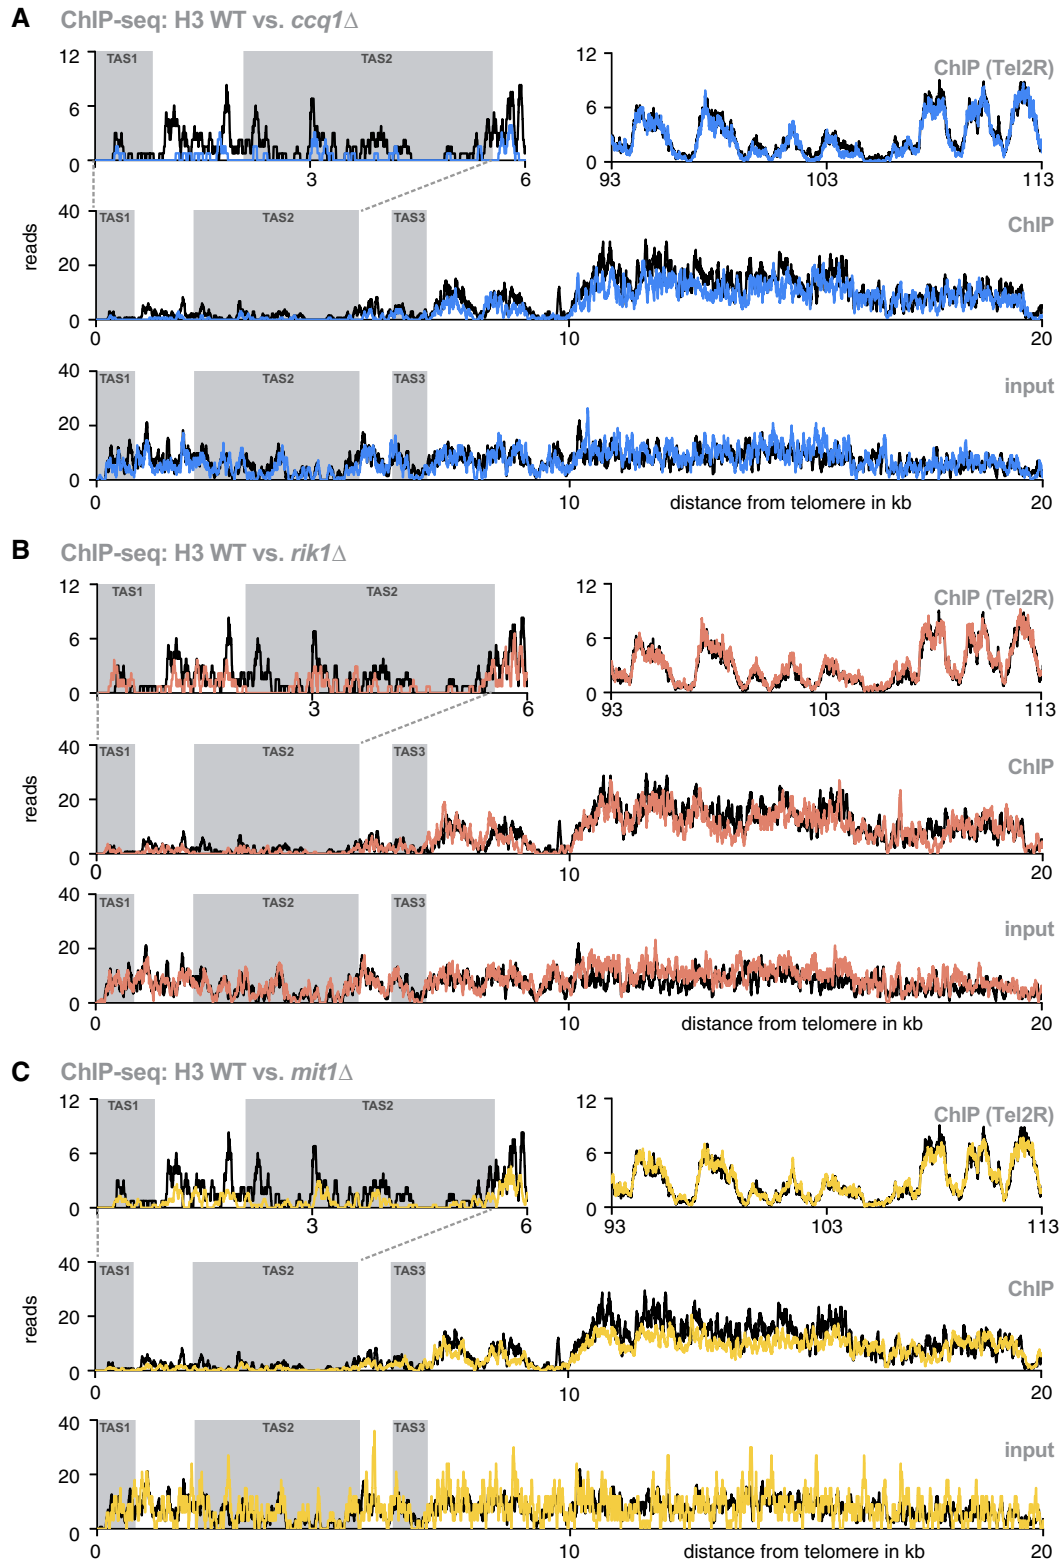 A ChIP-seq: H3 WT vs. ccq1Δ
12 TAS1 TAS2 12 ChIP (Tel2R)
6 6
0 0
3 6 93 103 113
40 TAS1 TAS2 TAS3 ChIP
reads
20
0
0 10 20
40 TAS1 TAS2 TAS3 input
20
0
0 10 distance from telomere in kb 20
B ChIP-seq: H3 WT vs. rik1Δ
12 TAS1 TAS2 12 ChIP (Tel2R)
6 6
0 0
3 6 93 103 113
40 TAS1 TAS2 TAS3 ChIP
reads
20
0
0 10 20
40 TAS1 TAS2 TAS3 input
20
0
0 10 distance from telomere in kb 20
C ChIP-seq: H3 WT vs. mit1Δ
12 TAS1 TAS2 12 ChIP (Tel2R)
6 6
0 0
3 6 93 103 113
40 TAS1 TAS2 TAS3 ChIP
reads
20
0
0 10 20
40 TAS1 TAS2 TAS3 input
20
0
0 10 distance from telomere in kb 20